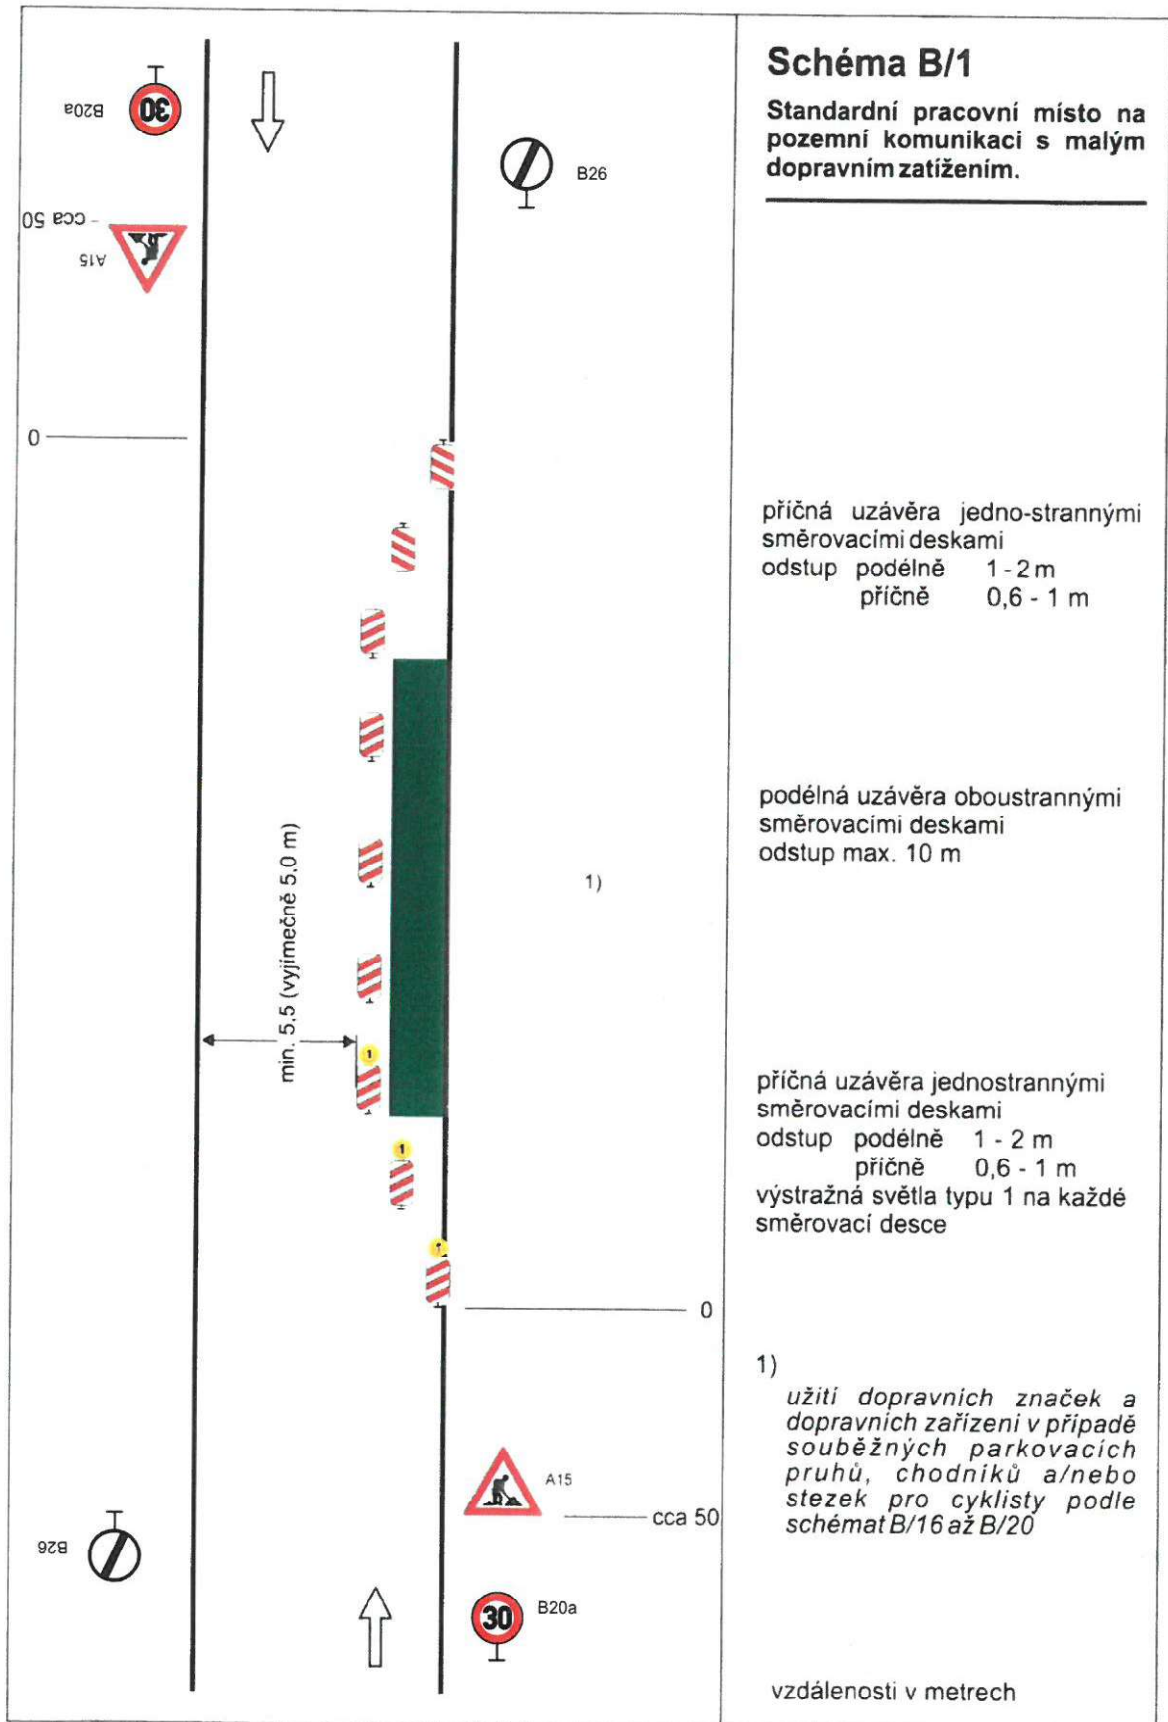 Schéma B/1
Standardní pracovní místo na
pozemní komunikaci s malým
dopravním zatížením.
B20a
30
B26
cca 50
A15
0
příčná uzávěra jedno-strannými
směrovacími deskami
odstup podélně 1 - 2 m
příčně 0,6 - 1 m
podélná uzávěra oboustrannými
směrovacími deskami
odstup max. 10 m
min. 5,5 (vyjímečně 5,0 m)
1)
1
1
1
příčná uzávěra jednostrannými
směrovacími deskami
odstup podélně 1 - 2 m
příčně 0,6 - 1 m
výstražná světla typu 1 na každé
směrovací desce
0
1)
užití dopravních značek a
dopravních zařízení v případě
souběžných parkovacích
pruhů, chodníků a/nebo
stezek pro cyklisty podle
schémat B/16 až B/20
A15
cca 50
B26
30
B20a
vzdálenosti v metrech